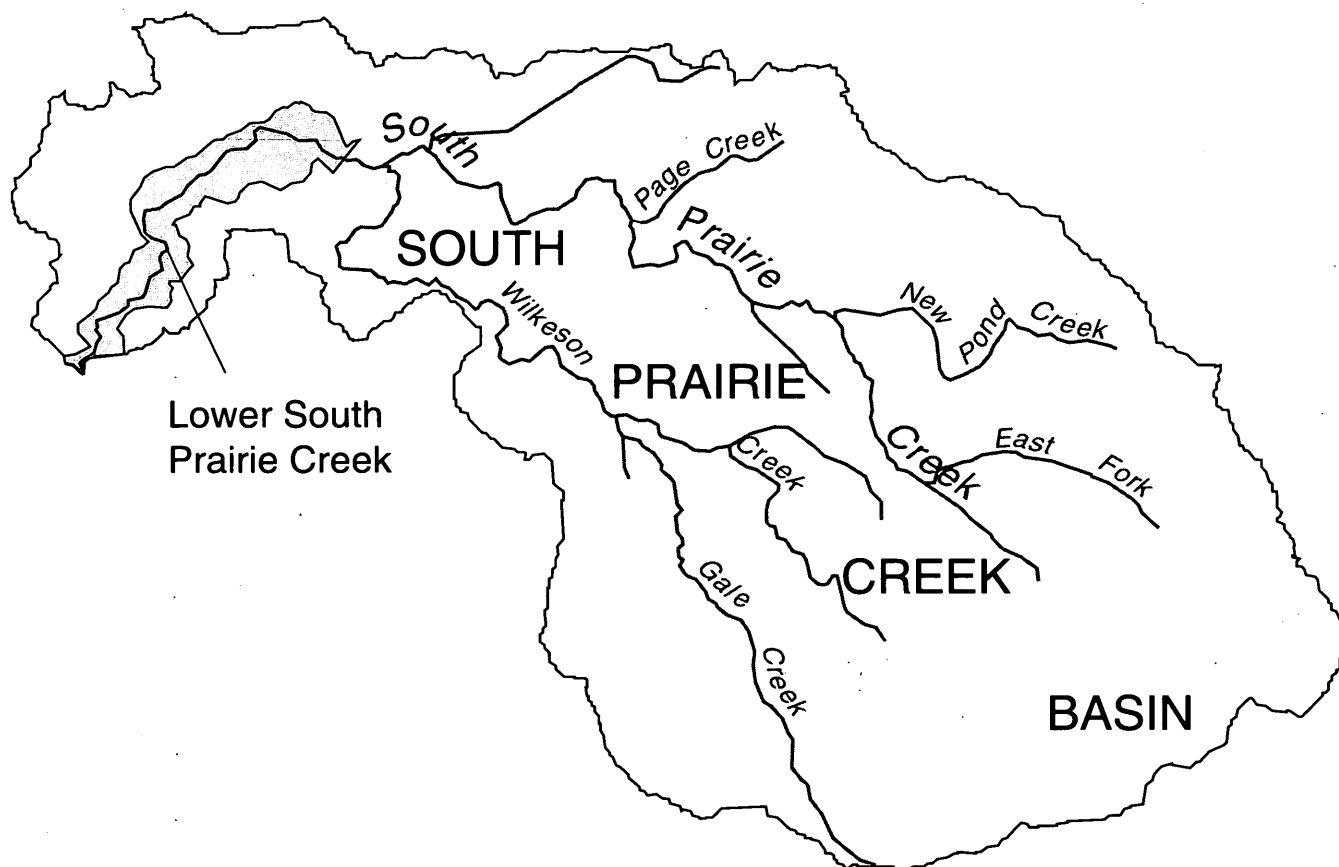 South
Page Creek
Prairie
SOUTH
New
Pond
Creek
Wilkeson
PRAIRIE
Lower South
Prairie Creek
Creek
Creek
East
Fork
Gale
CREEK
Creek
BASIN